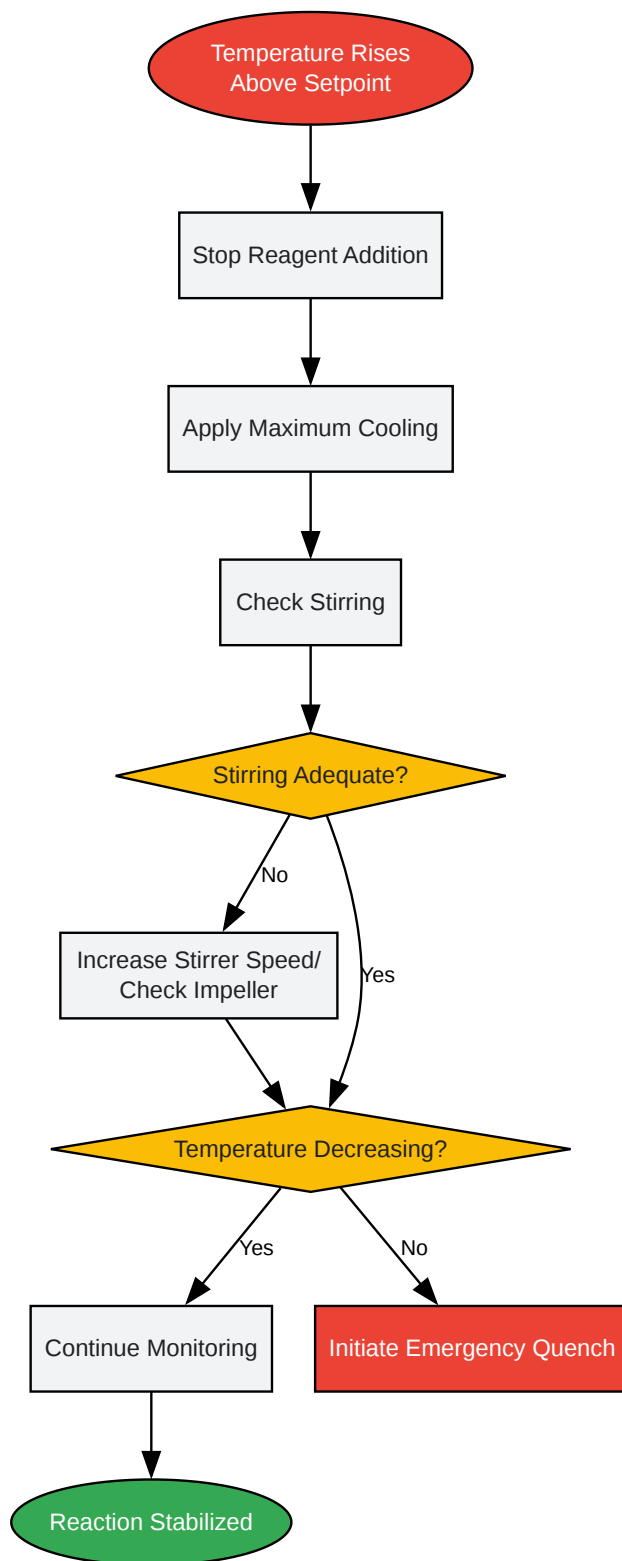 Temperature Rises
Above Setpoint
Stop Reagent Addition
Apply Maximum Cooling
Check Stirring
Stirring Adequate?
No
Increase Stirrer Speed/
Check Impeller
Yes
Temperature Decreasing?
Yes
No
Continue Monitoring
Initiate Emergency Quench
Reaction Stabilized